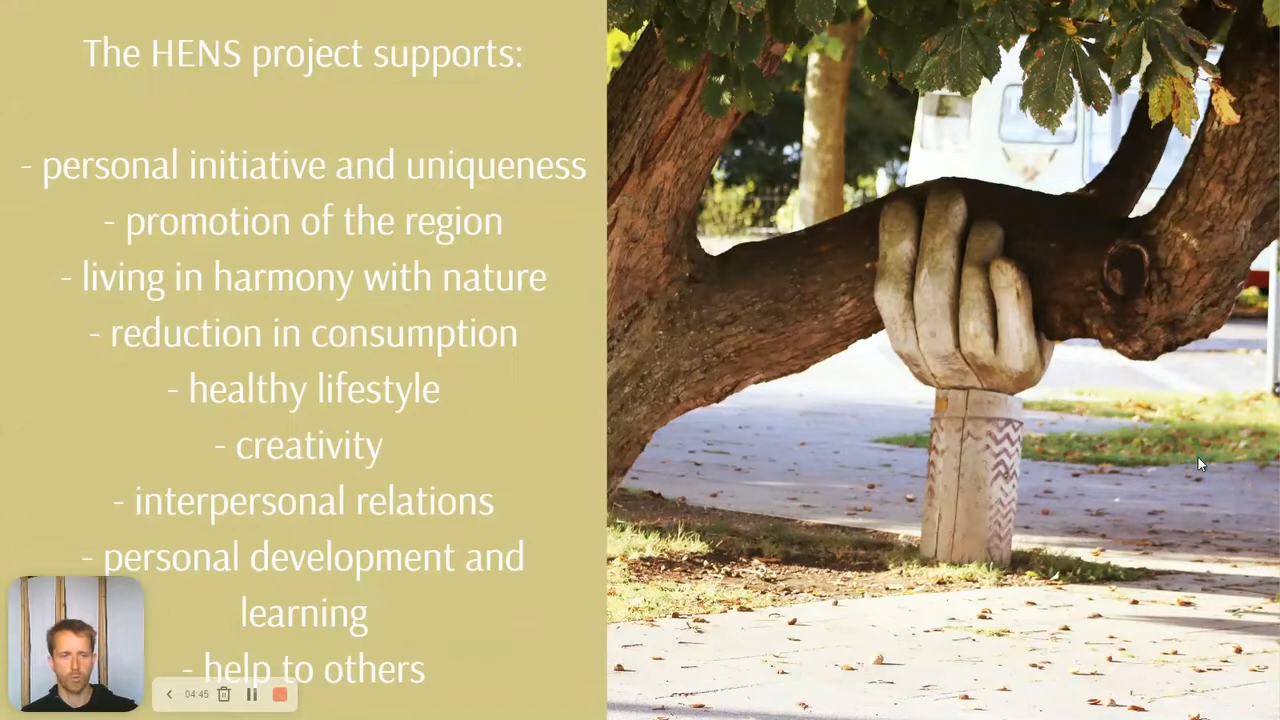 The HENS project supports:
- personal initiative and uniqueness
- promotion of the region
- living in harmony with nature
- reduction in consumption
- healthy lifestyle
- creativity
- interpersonal relations
- personal development and
learning
- help to others
04:45